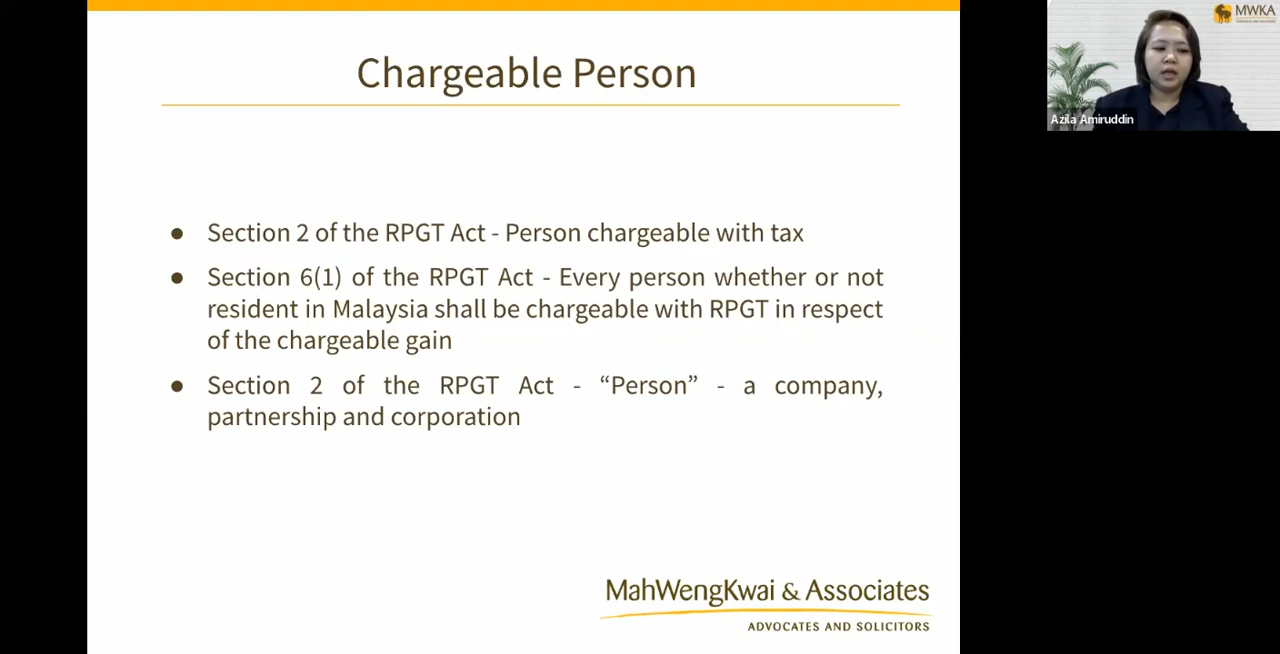 Chargeable Person
● Section 2 of the RPGT Act - Person chargeable with tax
● Section 6(1) of the RPGT Act - Every person whether or not
resident in Malaysia shall be chargeable with RPGT in respect
of the chargeable gain
● Section 2 of the RPGT Act - “Person” - a company,
partnership and corporation
MahWengKwai & Associates
ADVOCATES AND SOLICITORS
MWKA
Azila Amiruddin